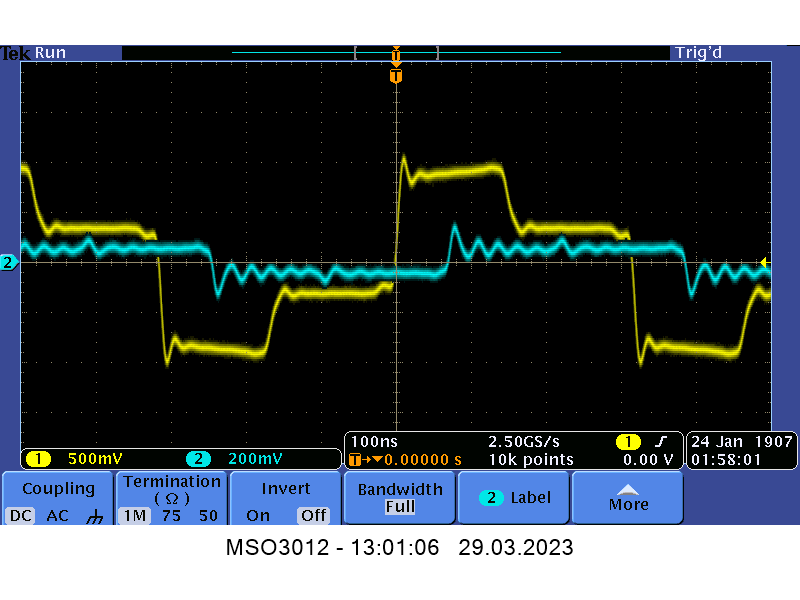 Tek Run Trig'd
T
T
2
1 500mV 2 200mV
100ns 2.50GS/s 1
T→▼0.00000 s 10k points 0.00 V
24 Jan 1907
01:58:01
Coupling
DC AC
Termination
(Ω)
1M 75 50
Invert
On Off
Bandwidth
Full
2 Label
More
MSO3012 - 13:01:06 29.03.2023